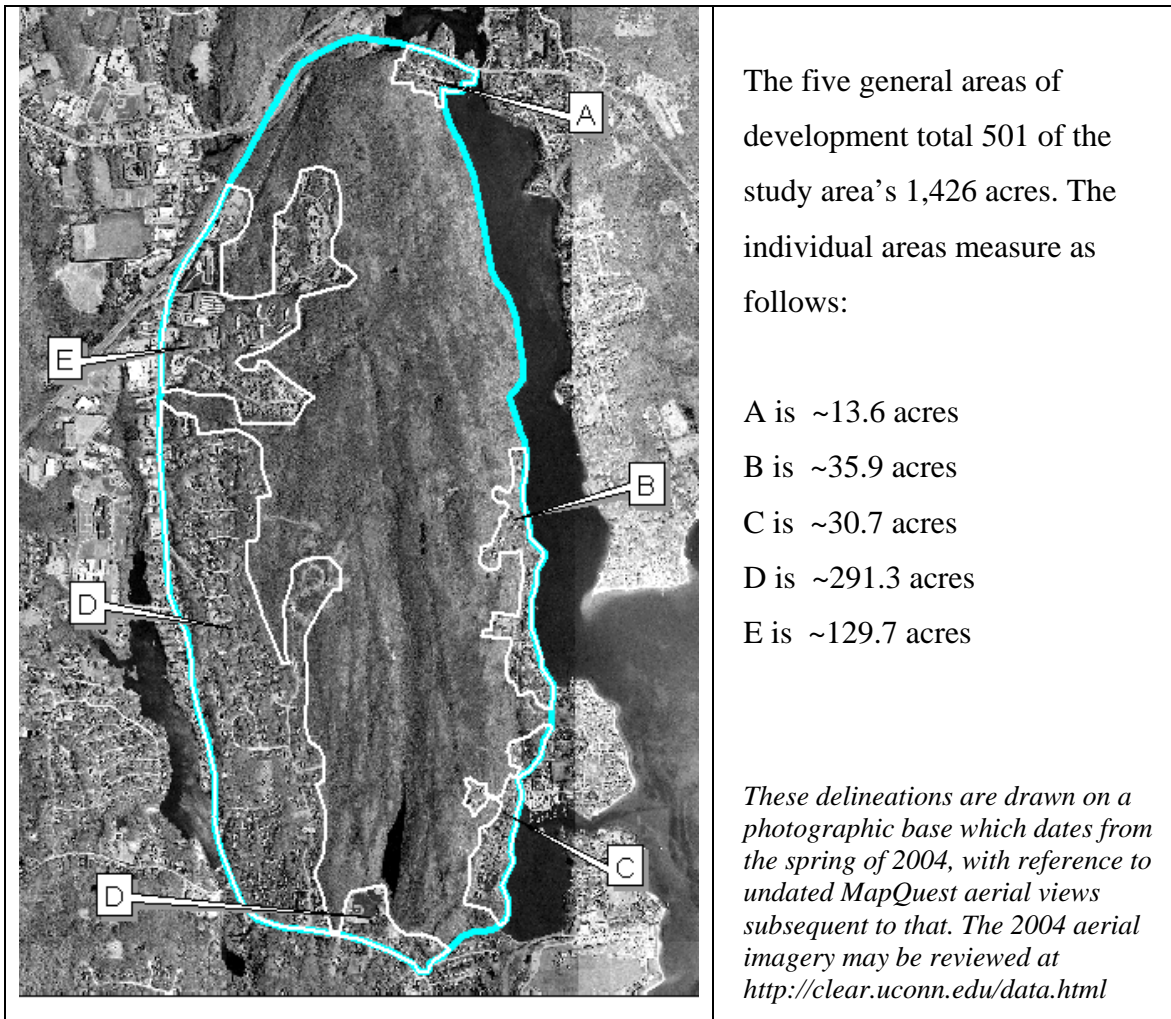 A
E
B
D
C
D
The five general areas of
development total 501 of the
study area's 1,426 acres. The
individual areas measure as
follows:
A is ~13.6 acres
B is ~35.9 acres
C is ~30.7 acres
D is ~291.3 acres
E is ~129.7 acres
These delineations are drawn on a
photographic base which dates from
the spring of 2004, with reference to
undated MapQuest aerial views
subsequent to that. The 2004 aerial
imagery may be reviewed at
http://clear.uconn.edu/data.html